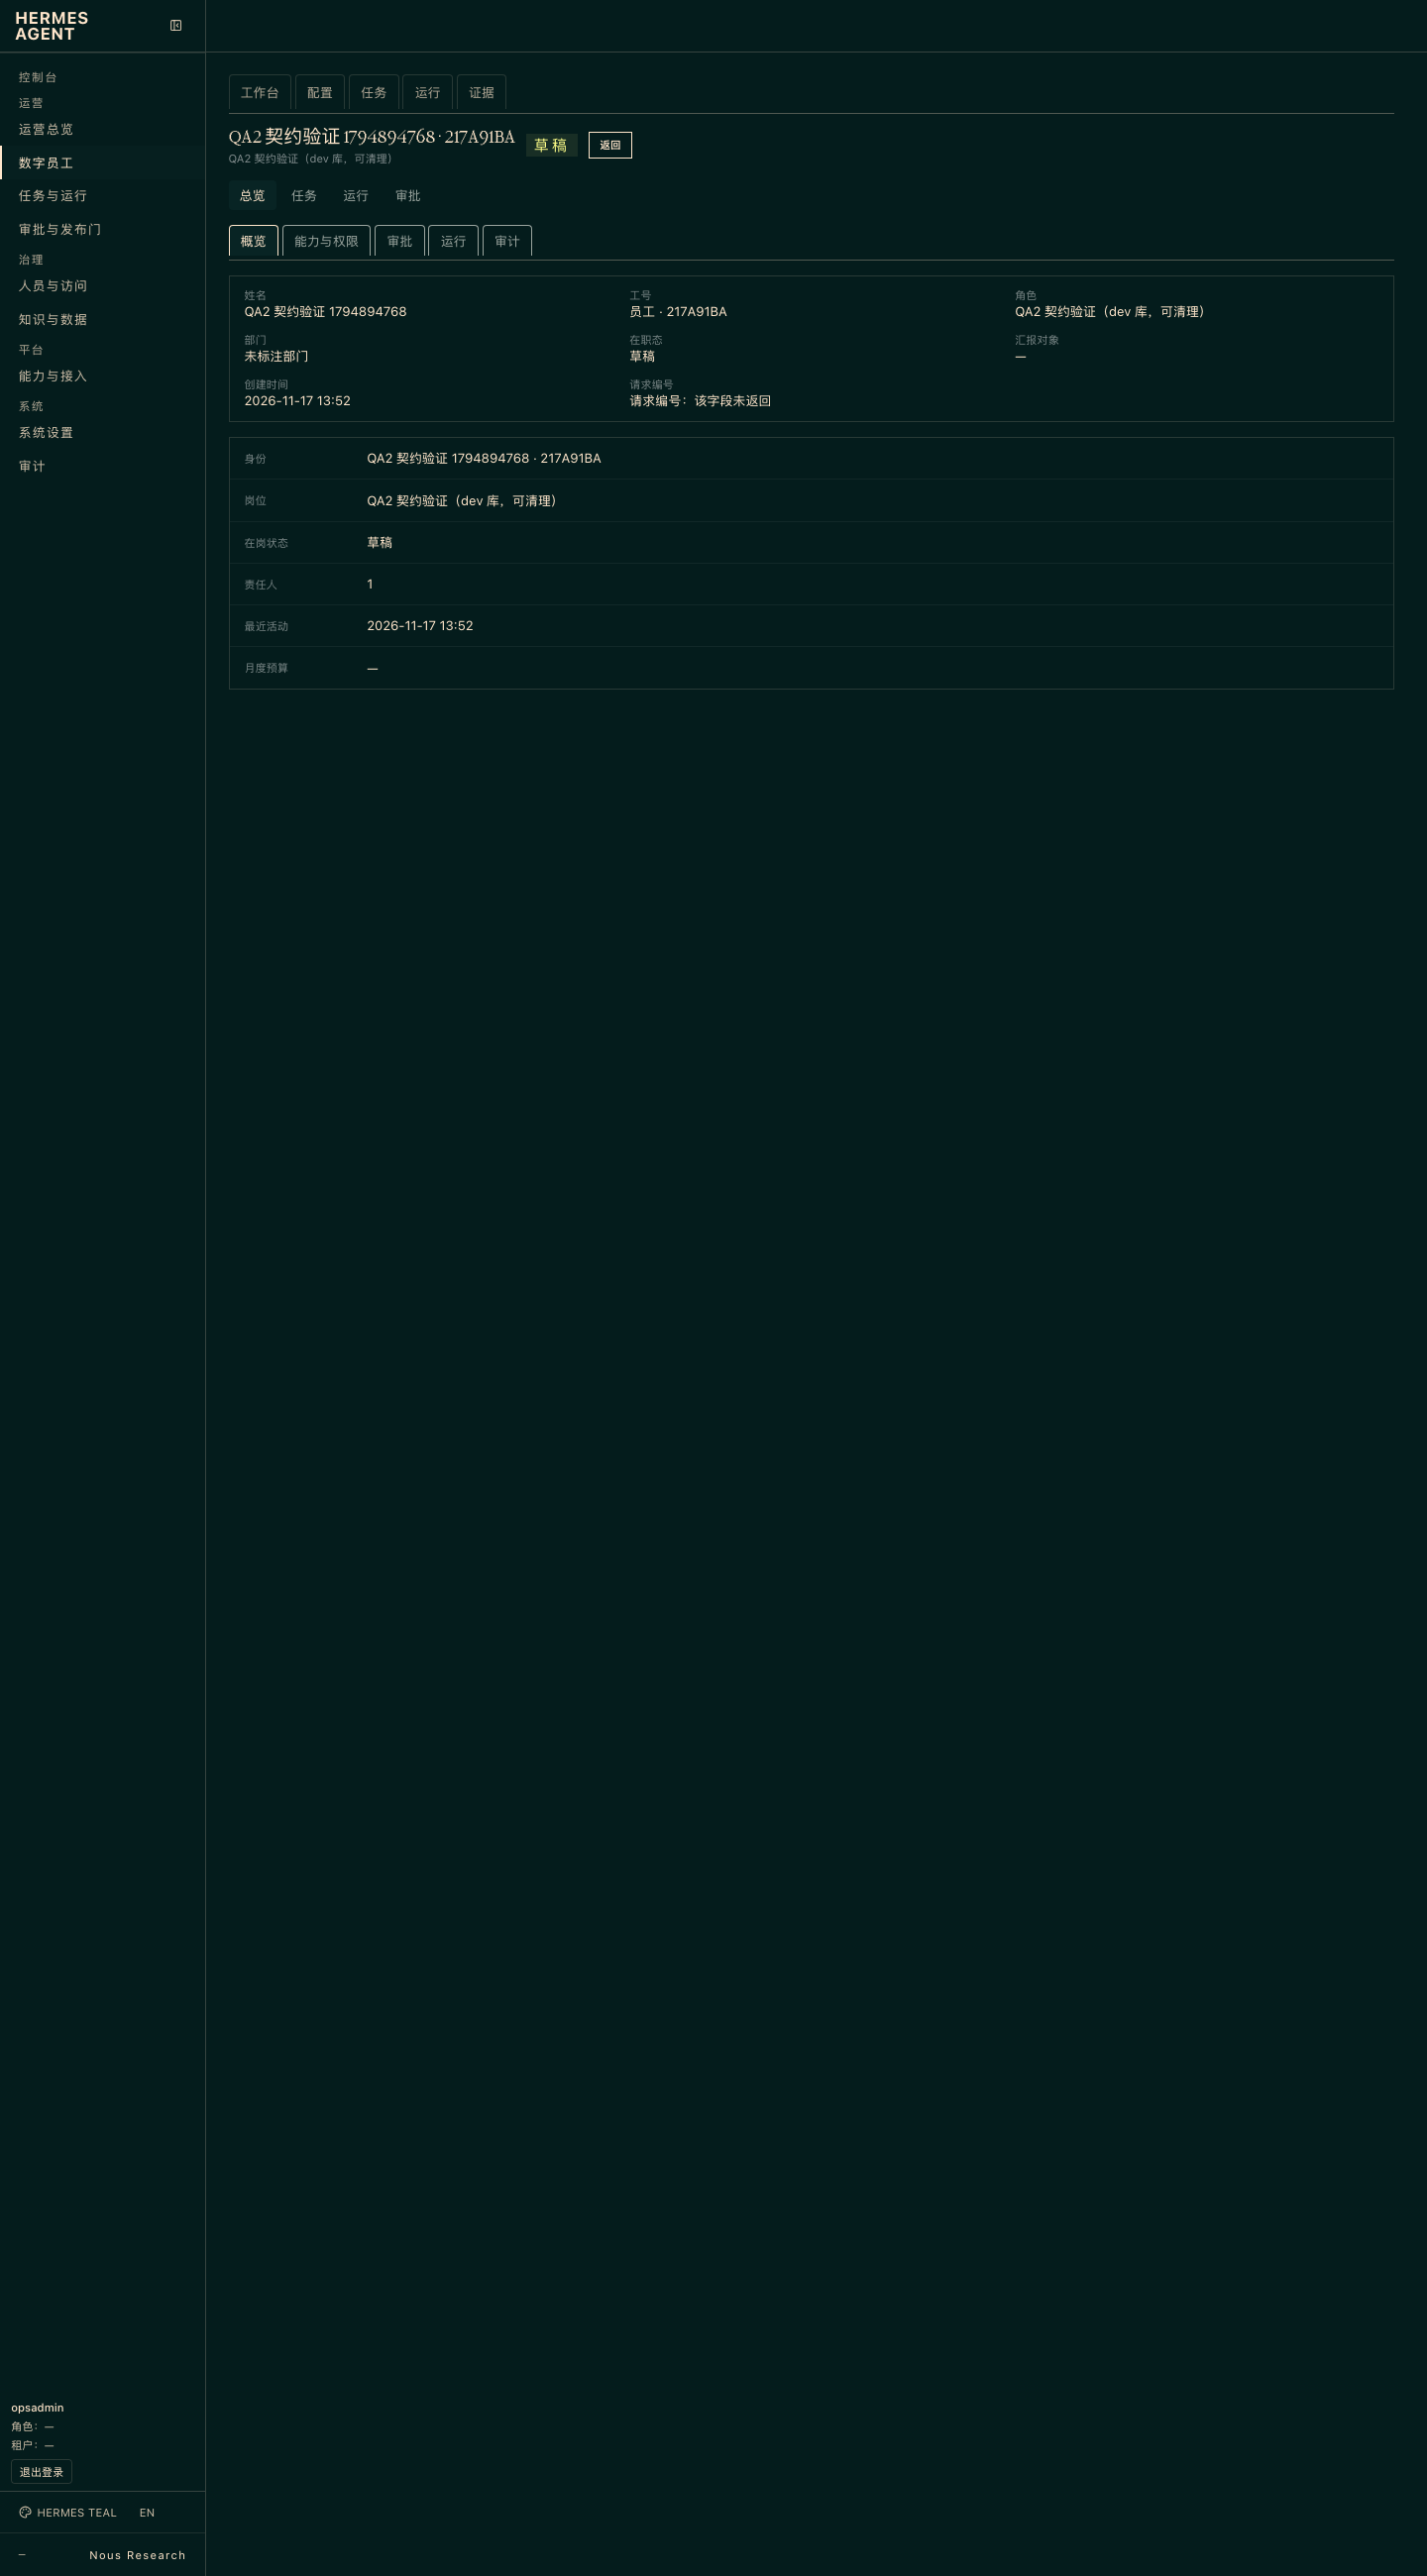 HERMES
AGENT
控制台
运营
运营总览
数字员工
任务与运行
审批与发布门
治理
人员与访问
知识与数据
平台
能力与接入
系统
系统设置
审计
工作台 配置 任务 运行 证据
QA2 契约验证 1794894768 · 217A91BA 草稿 返回
QA2 契约验证（dev 库，可清理）
总览 任务 运行 审批
概览 能力与权限 审批 运行 审计
姓名 工号 角色
QA2 契约验证 1794894768 员工 · 217A91BA QA2 契约验证（dev 库，可清理）
部门 在职态 汇报对象
未标注部门 草稿 —
创建时间 请求编号
2026-11-17 13:52 请求编号：该字段未返回
身份 QA2 契约验证 1794894768 · 217A91BA
岗位 QA2 契约验证（dev 库，可清理）
在岗状态 草稿
责任人 1
最近活动 2026-11-17 13:52
月度预算 —
opsadmin
角色：—
租户：—
退出登录
HERMES TEAL EN
— Nous Research